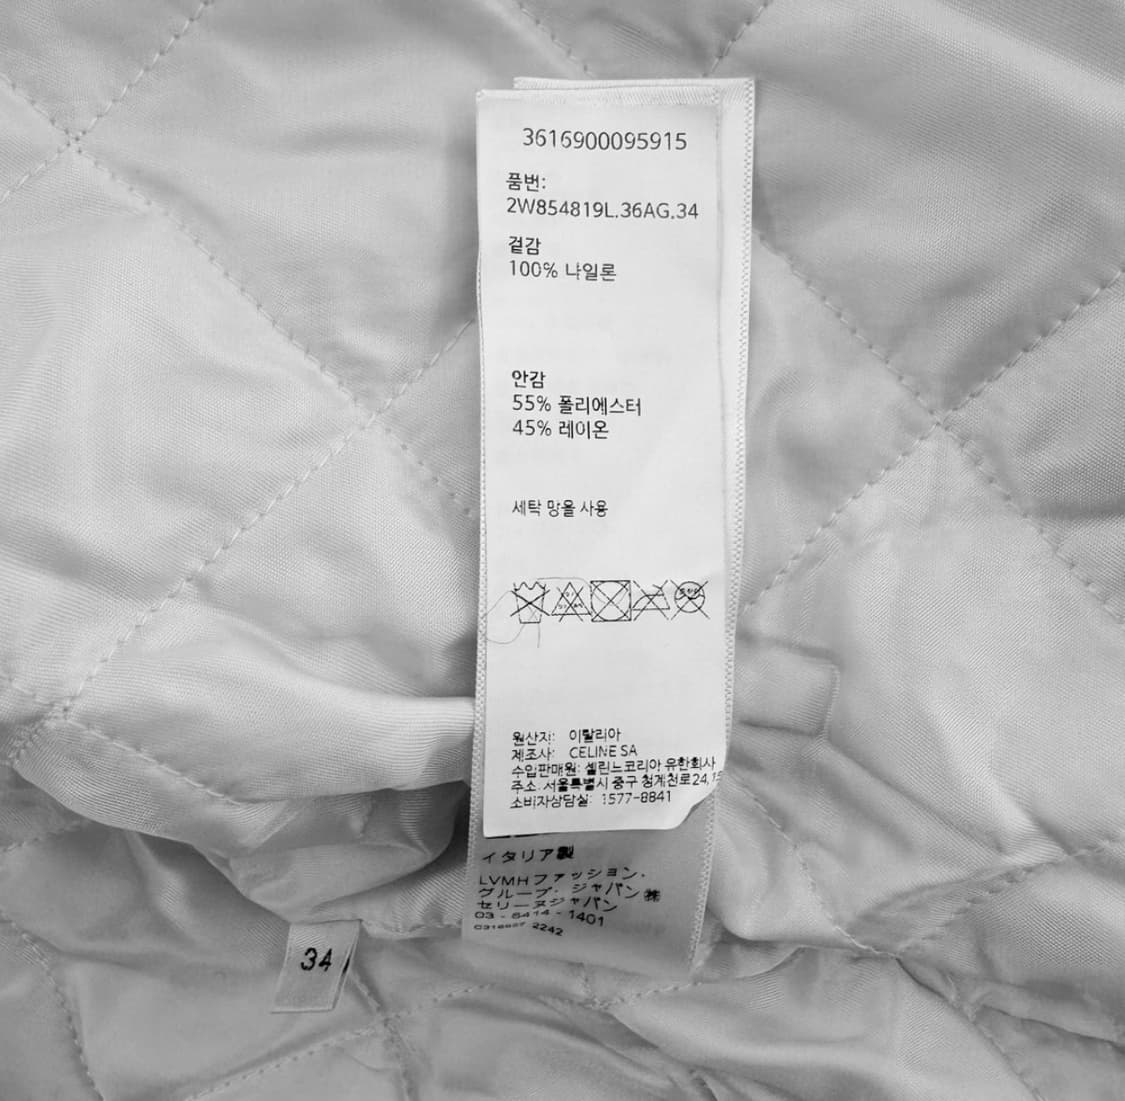 3616900095915
품번:
2W854819L.36AG.34
겉감
100% 나일론
안감
55% 폴리에스터
45% 레이온
세탁 망을 사용
원산지: 이탈리아
제조사: CELINE SA
수입판매원: 셀린느코리아 유한회사
주소: 서울특별시 중구 청계천로24,15
소비자상담실: 1577-8841
イタリア製
LVMHファッション・
グループ・ジャパン㈱
セリーヌジャパン
03 - 6414 - 1401
2242
34